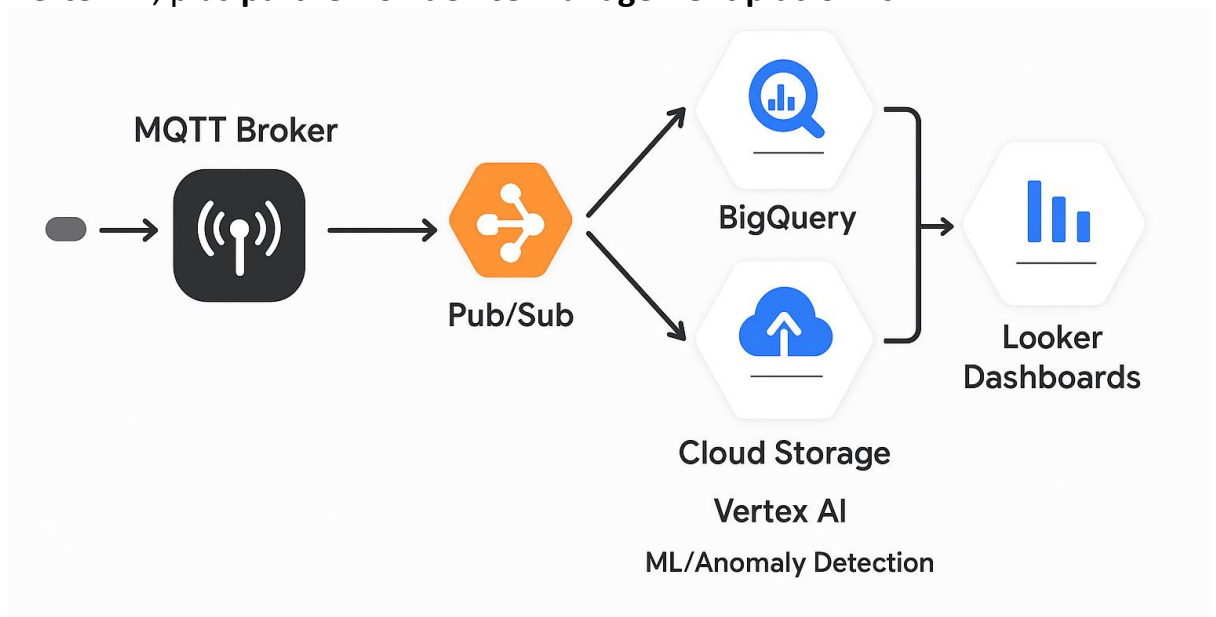 MQTT Broker
Pub/Sub
BigQuery
Cloud Storage
Vertex AI
ML/Anomaly Detection
Looker
Dashboards